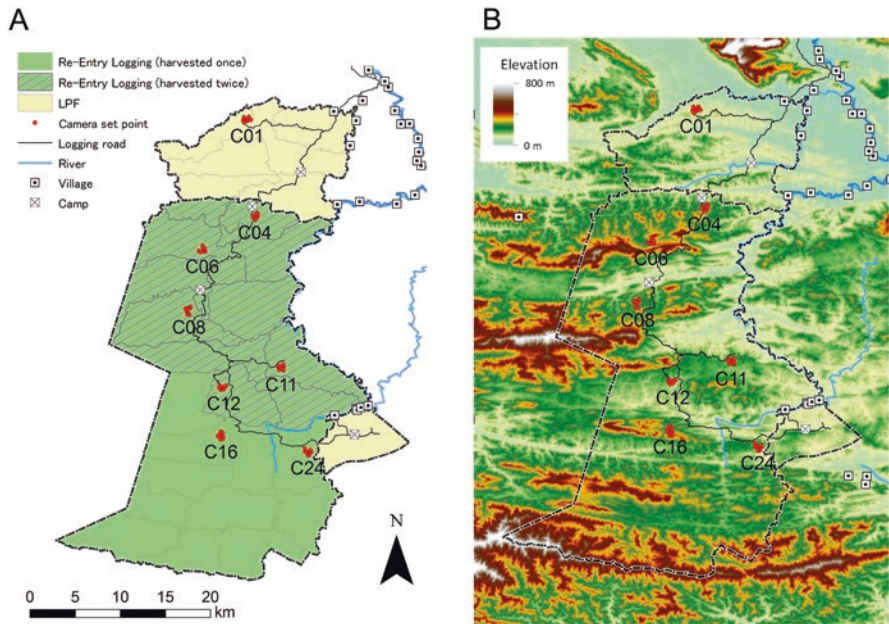 A
Re-Entry Logging (harvested once)
Re-Entry Logging (harvested twice)
LPF
Camera set point
Logging road
River
Village
Camp
C01
C04
C06
C08
C11
C12
C16
C24
N
0 5 10 15 20
km
B
Elevation
800 m
0 m
C01
C04
C06
C08
C11
C12
C16
C24